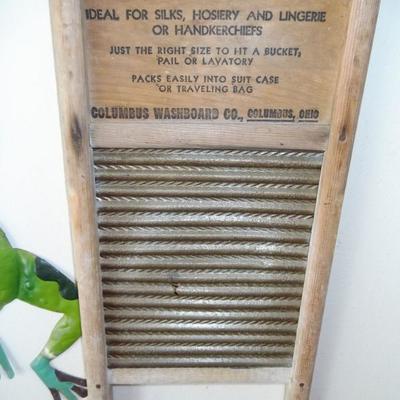 IDEAL FOR SILKS, HOSIERY AND LINGERIE
OR HANDKERCHIEFS
JUST THE RIGHT SIZE TO FIT A BUCKET,
PAIL OR LAVATORY
PACKS EASILY INTO SUIT CASE
OR TRAVELING BAG
COLUMBUS WASHBOARD CO., COLUMBUS, OHIO